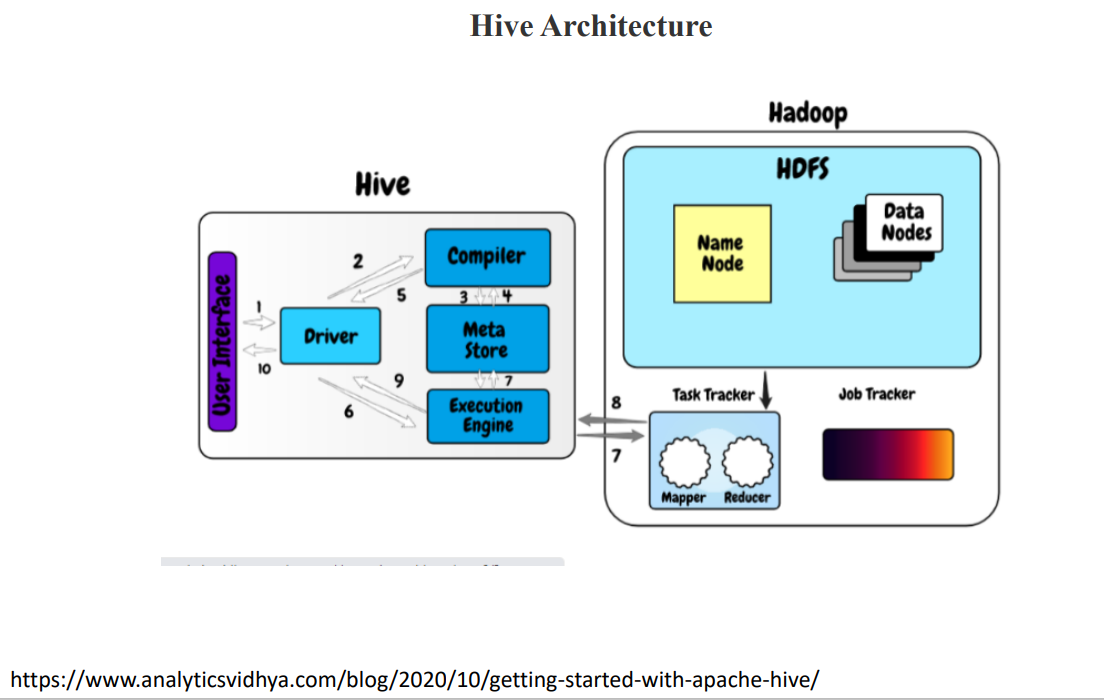 Hive Architecture
Hadoop
HDFS
Name
Node
Data
Nodes
Hive
User Interface
1
10
Driver
2
5
Compiler
3
4
Meta
Store
7
9
6
Execution
Engine
8
7
Task Tracker
Job Tracker
Mapper
Reducer
https://www.analyticsvidhya.com/blog/2020/10/getting-started-with-apache-hive/